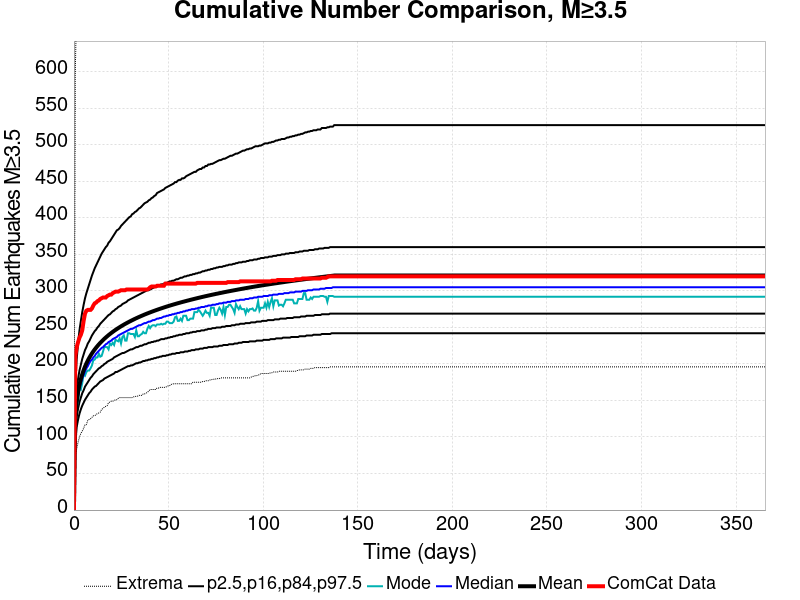 Cumulative Number Comparison, M≥3.5
Cumulative Num Earthquakes M≥3.5
600
550
500
450
400
350
300
250
200
150
100
50
0
0 50 100 150 200 250 300 350
Time (days)
Extrema p2.5,p16,p84,p97.5 Mode Median Mean ComCat Data